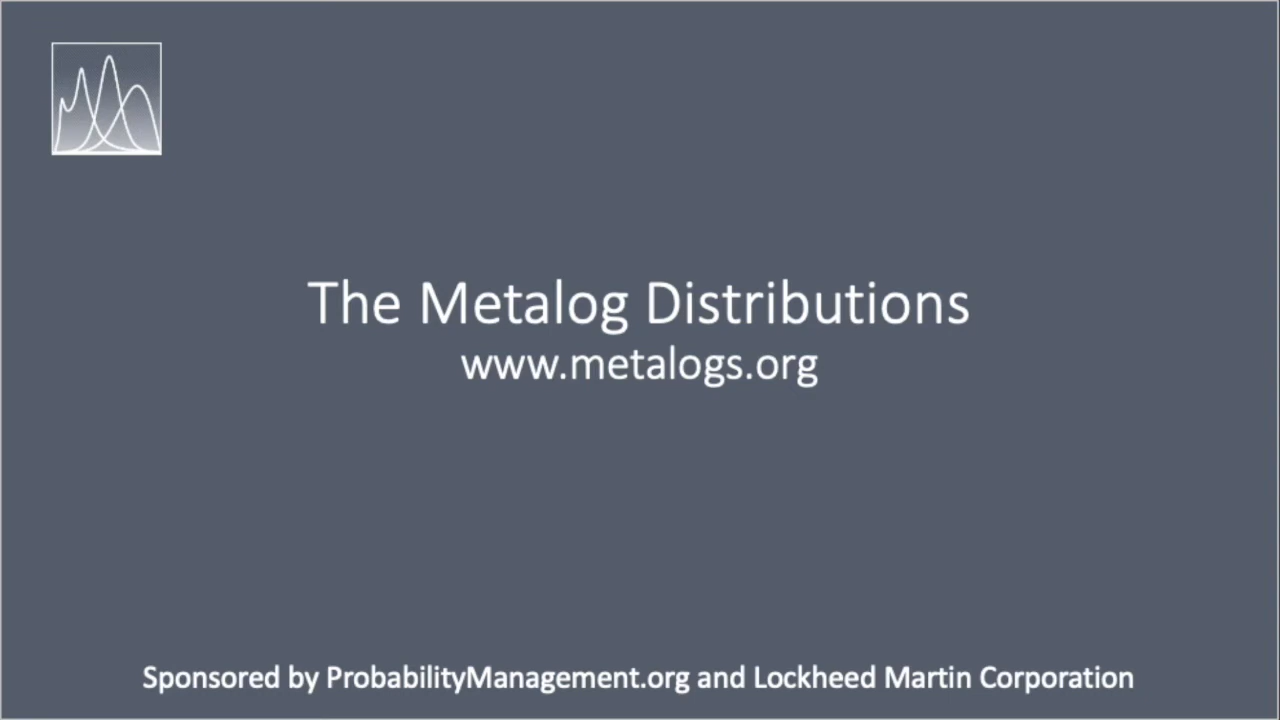 The Metalog Distributions
www.metalogs.org
Sponsored by ProbabilityManagement.org and Lockheed Martin Corporation